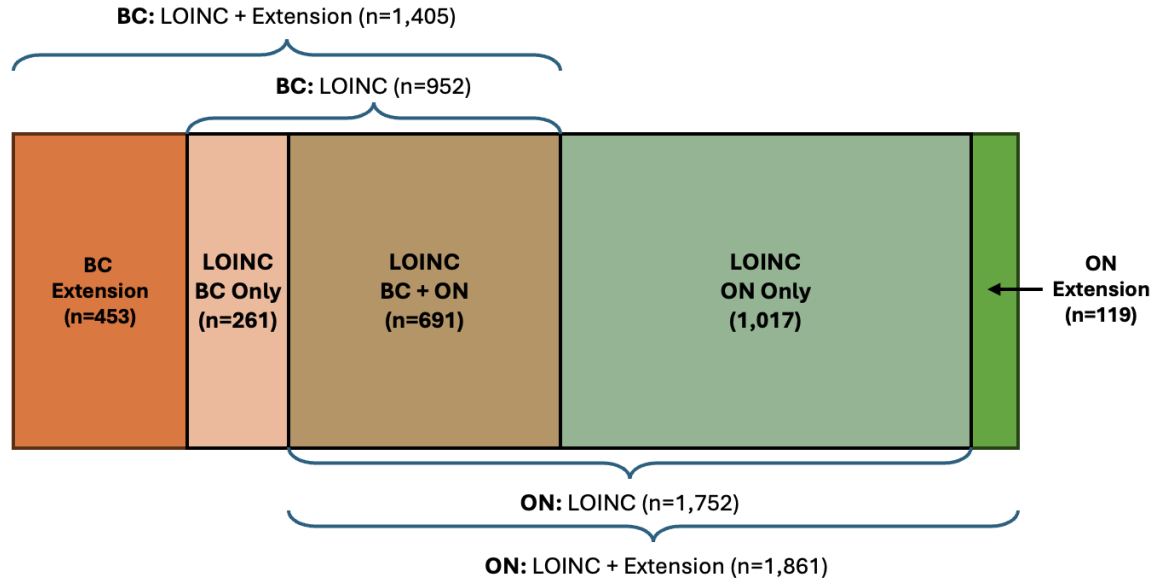 BC: LOINC + Extension (n=1,405)
BC: LOINC (n=952)
BC
Extension
(n=453)
LOINC
BC Only
(n=261)
LOINC
BC + ON
(n=691)
LOINC
ON Only
(1,017)
ON
Extension
(n=119)
ON: LOINC (n=1,752)
ON: LOINC + Extension (n=1,861)